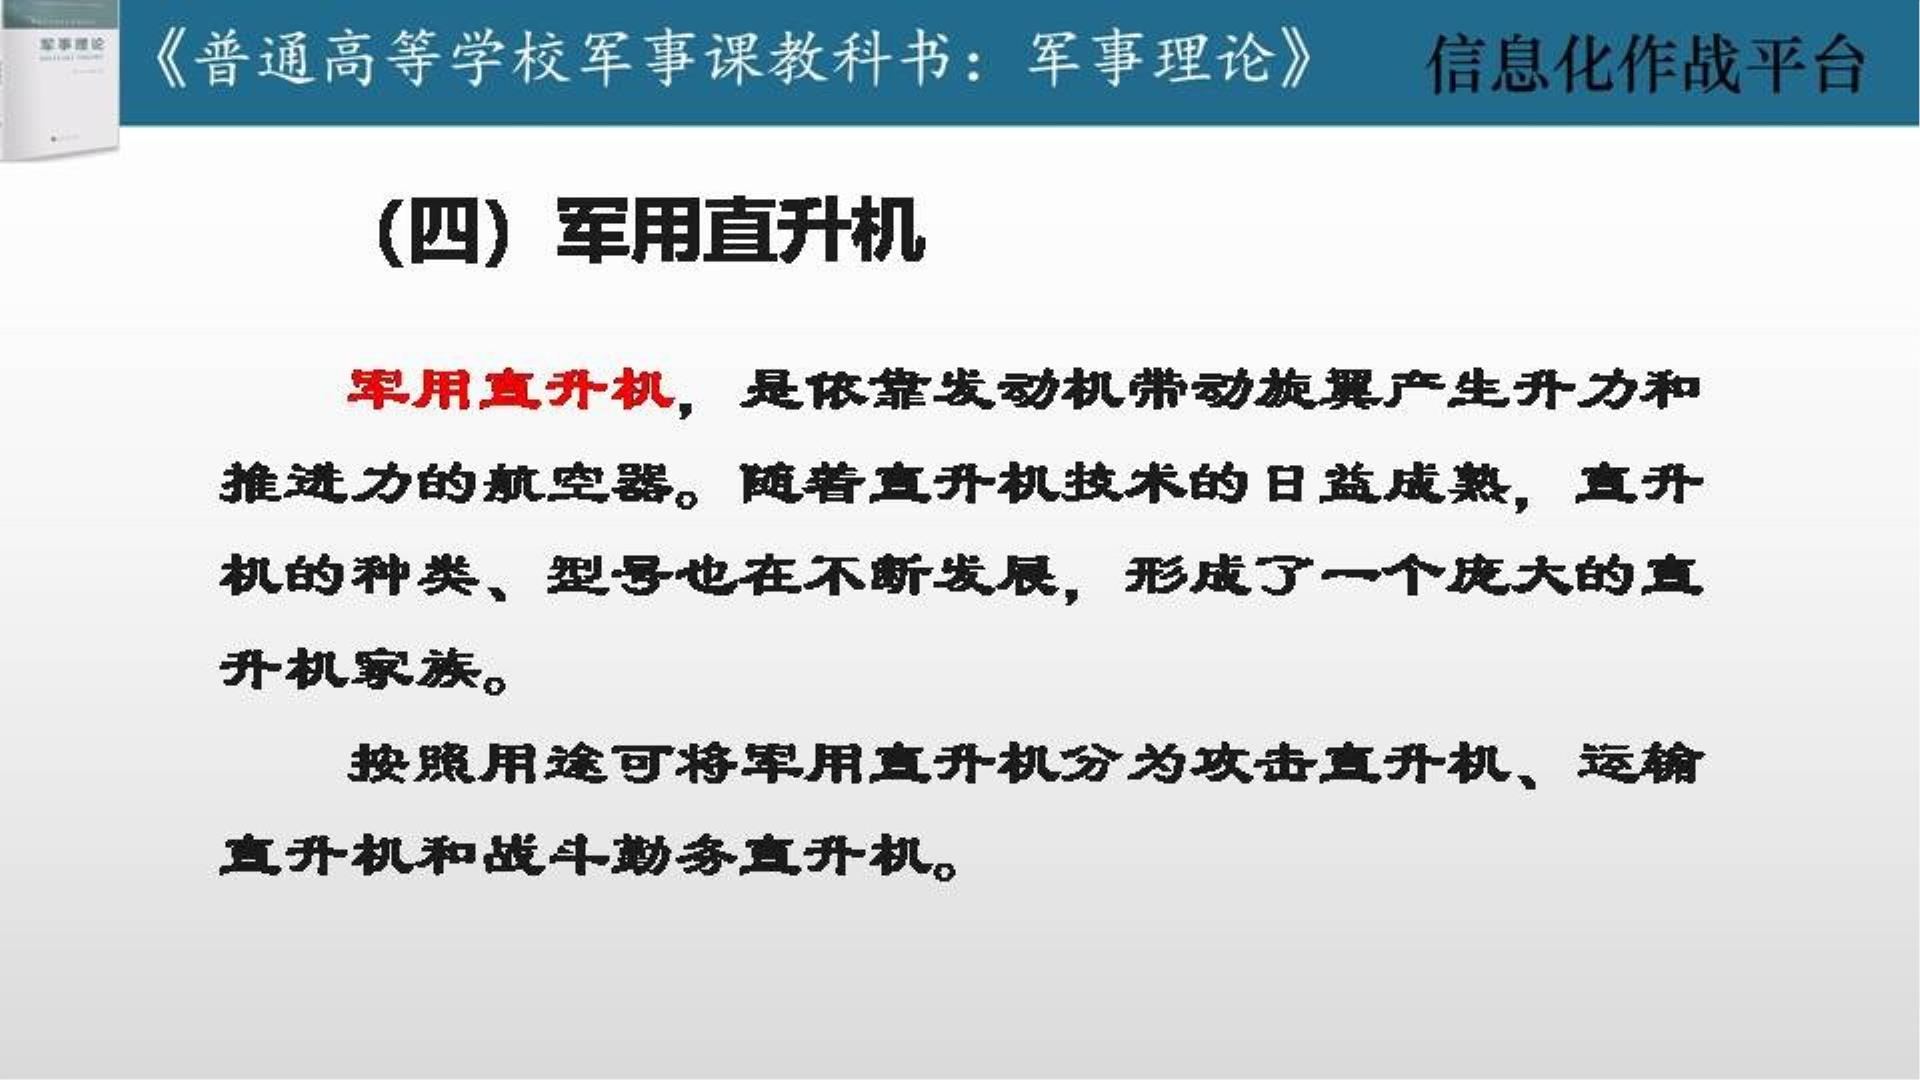 军事理论
《普通高等学校军事课教科书：军事理论》
信息化作战平台
（四）军用直升机
军用直升机，是依靠发动机带动旋翼产生升力和
推进力的航空器。随着直升机技术的日益成熟，直升
机的种类、型号也在不断发展，形成了一个庞大的直
升机家族。
按照用途可将军用直升机分为攻击直升机、运输
直升机和战斗勤务直升机。